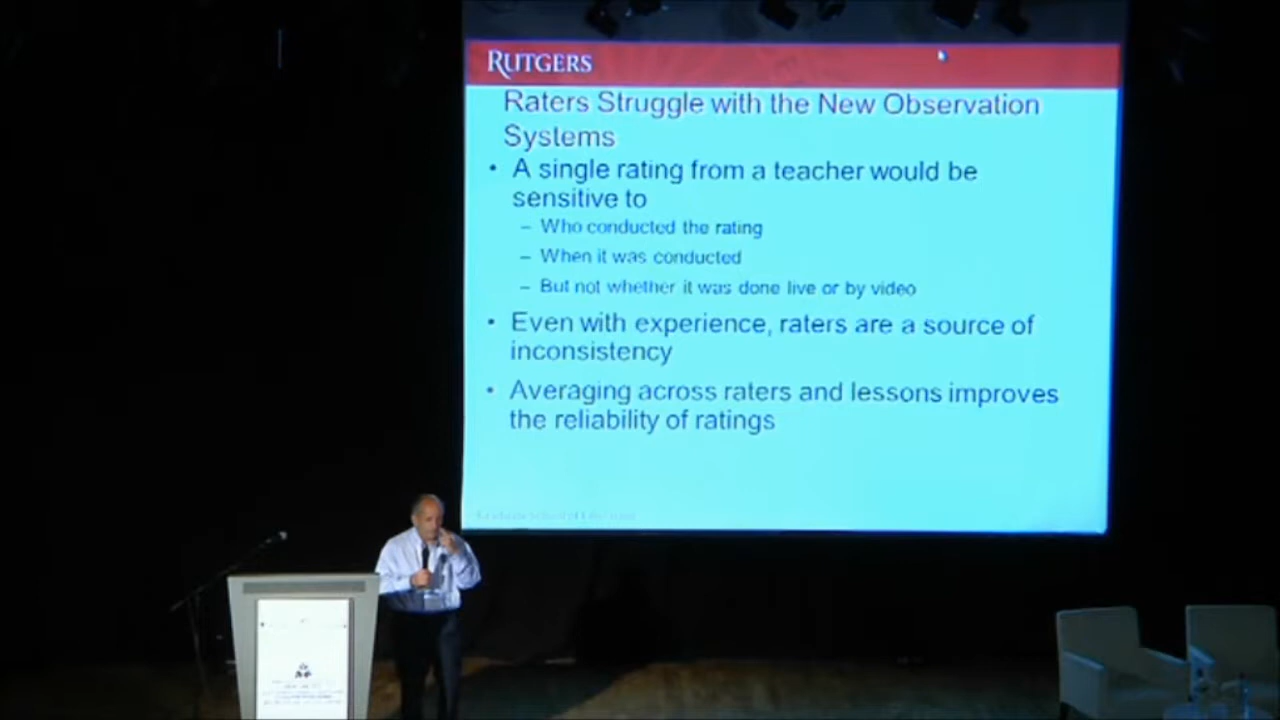 RUTGERS
Raters Struggle with the New Observation
Systems
• A single rating from a teacher would be
sensitive to
– Who conducted the rating
– When it was conducted
– But not whether it was done live or by video
• Even with experience, raters are a source of
inconsistency
• Averaging across raters and lessons improves
the reliability of ratings